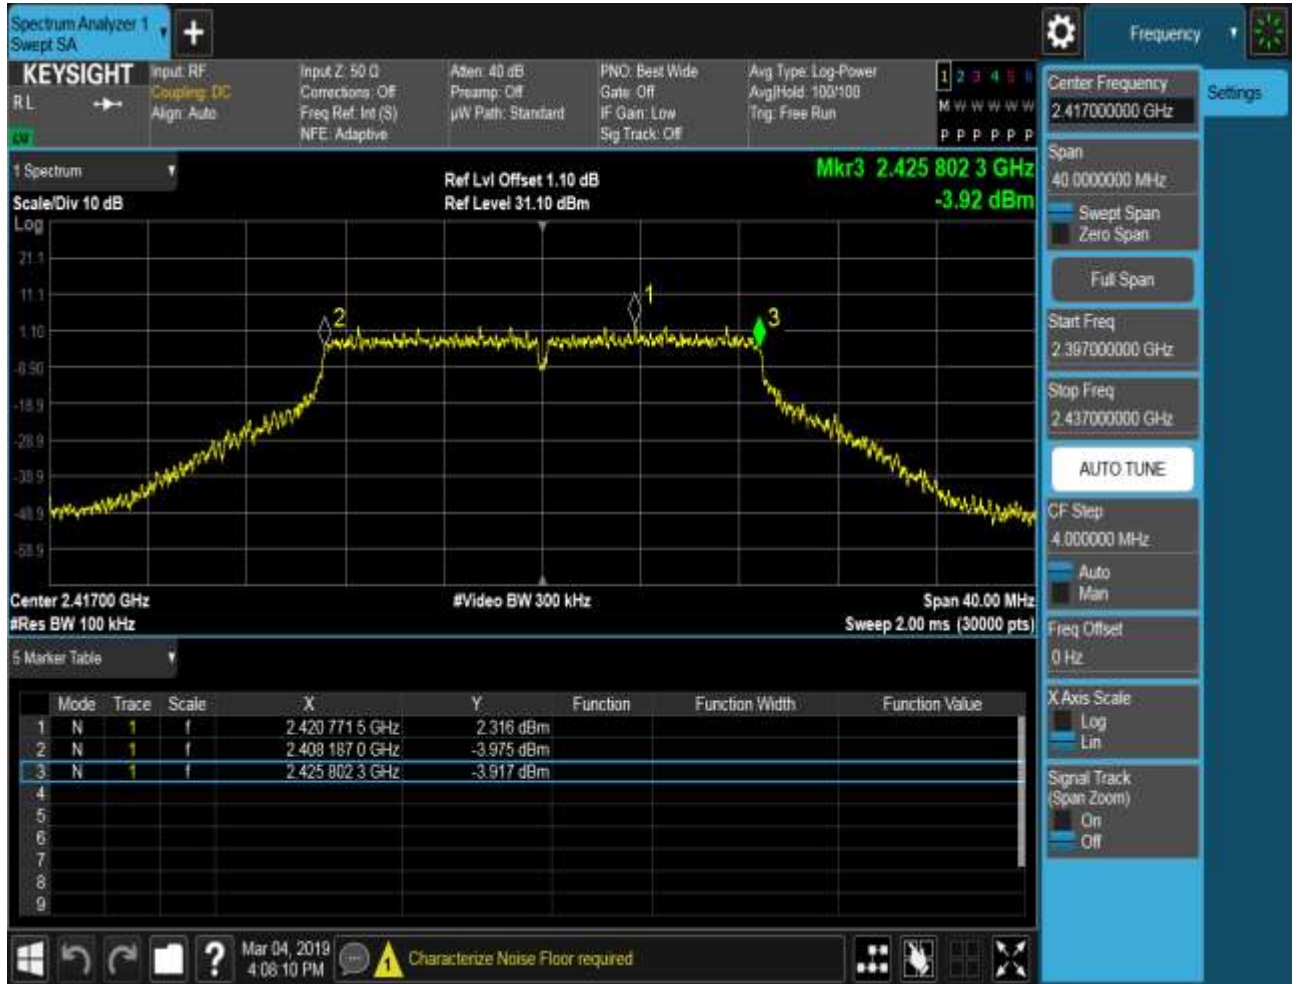 Spectrum Analyzer 1
Swept SA
+
Frequency
KEYSIGHT
RL
Input: RF
Coupling: DC
Align: Auto
Input Z: 50 Ω
Corrections: Off
Freq Ref: Int (S)
NFE: Adaptive
Atten: 40 dB
Preamp: Off
µW Path: Standard
PNO: Best Wide
Gate: Off
IF Gain: Low
Sig Track: Off
Avg Type: Log-Power
Avg|Hold: 100/100
Trig: Free Run
1 2 3 4 5 6
M W W W W W
P P P P P P
1 Spectrum
Scale/Div 10 dB
Ref Lvl Offset 1.10 dB
Ref Level 31.10 dBm
Mkr3 2.425 802 3 GHz
-3.92 dBm
Log
21.1
11.1
1.10
-8.90
-18.9
-28.9
-38.9
-48.9
-58.9
2
1
3
Center 2.41700 GHz
#Res BW 100 kHz
#Video BW 300 kHz
Span 40.00 MHz
Sweep 2.00 ms (30000 pts)
5 Marker Table
Mode Trace Scale X Y Function Function Width Function Value
1 N 1 f 2.420 771 5 GHz 2.316 dBm
2 N 1 f 2.408 187 0 GHz -3.975 dBm
3 N 1 f 2.425 802 3 GHz -3.917 dBm
4
5
6
7
8
9
Mar 04, 2019
4:08:10 PM
1
Characterize Noise Floor required
?
Center Frequency
2.417000000 GHz
Settings
Span
40.0000000 MHz
Swept Span
Zero Span
Full Span
Start Freq
2.397000000 GHz
Stop Freq
2.437000000 GHz
AUTO TUNE
CF Step
4.000000 MHz
Auto
Man
Freq Offset
0 Hz
X Axis Scale
Log
Lin
Signal Track
(Span Zoom)
On
Off